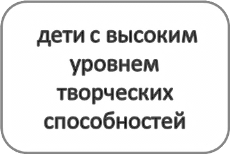 дети с высоким
уровнем
творческих
способностей